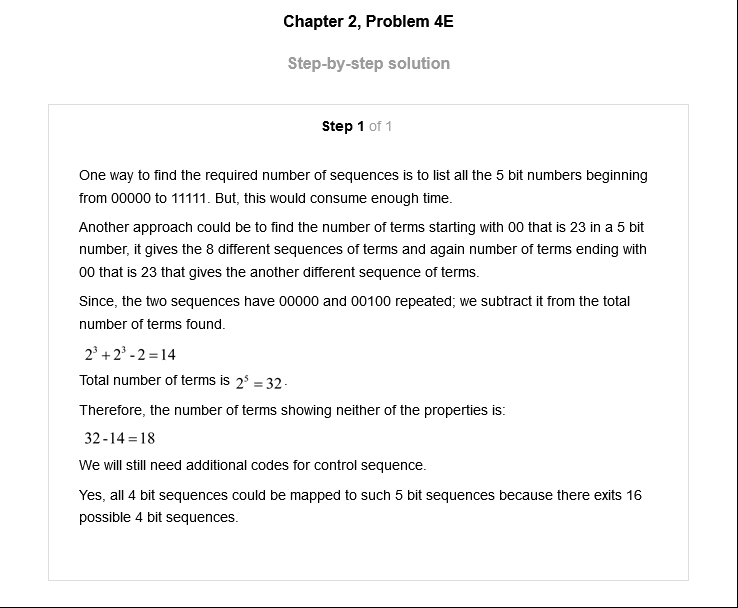 Chapter 2, Problem 4E
Step-by-step solution
Step 1 of 1
One way to find the required number of sequences is to list all the 5 bit numbers beginning
from 00000 to 11111. But, this would consume enough time.
Another approach could be to find the number of terms starting with 00 that is 23 in a 5 bit
number, it gives the 8 different sequences of terms and again number of terms ending with
00 that is 23 that gives the another different sequence of terms.
Since, the two sequences have 00000 and 00100 repeated; we subtract it from the total
number of terms found.
2³ + 2³ - 2 = 14
Total number of terms is 2⁵ = 32.
Therefore, the number of terms showing neither of the properties is:
32 - 14 = 18
We will still need additional codes for control sequence.
Yes, all 4 bit sequences could be mapped to such 5 bit sequences because there exits 16
possible 4 bit sequences.